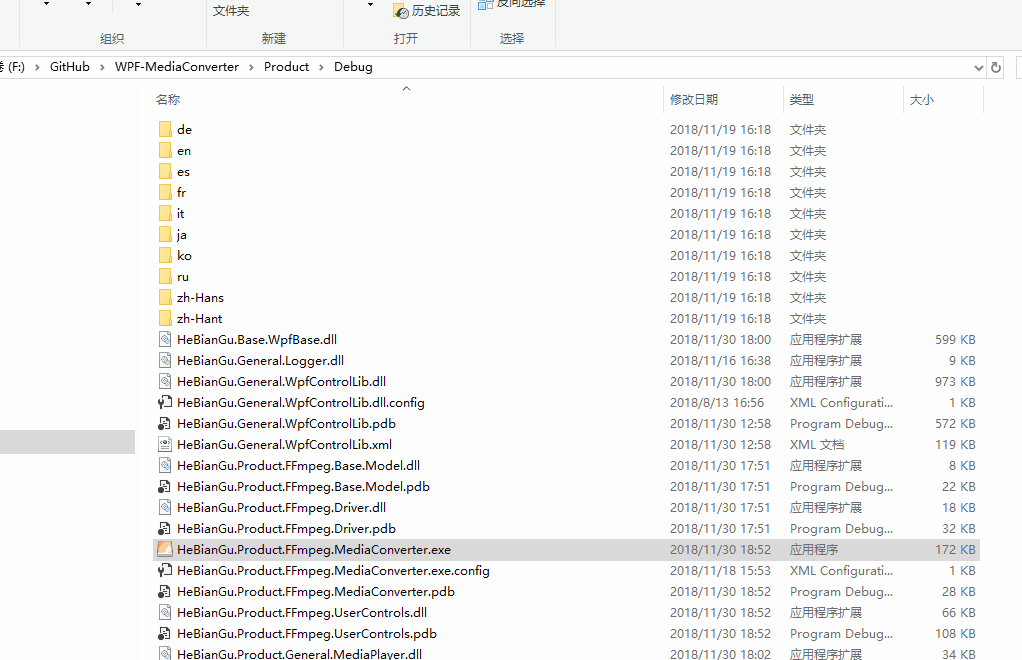 文件夹 历史记录 反向选择
组织 新建 打开 选择
(F:) > GitHub > WPF-MediaConverter > Product > Debug
名称 修改日期 类型 大小
de 2018/11/19 16:18 文件夹
en 2018/11/19 16:18 文件夹
es 2018/11/19 16:18 文件夹
fr 2018/11/19 16:18 文件夹
it 2018/11/19 16:18 文件夹
ja 2018/11/19 16:18 文件夹
ko 2018/11/19 16:18 文件夹
ru 2018/11/19 16:18 文件夹
zh-Hans 2018/11/19 16:18 文件夹
zh-Hant 2018/11/19 16:18 文件夹
HeBianGu.Base.WpfBase.dll 2018/11/30 18:00 应用程序扩展 599 KB
HeBianGu.General.Logger.dll 2018/11/16 16:38 应用程序扩展 9 KB
HeBianGu.General.WpfControlLib.dll 2018/11/30 18:00 应用程序扩展 973 KB
HeBianGu.General.WpfControlLib.dll.config 2018/8/13 16:56 XML Configurati... 1 KB
HeBianGu.General.WpfControlLib.pdb 2018/11/30 12:58 Program Debug... 572 KB
HeBianGu.General.WpfControlLib.xml 2018/11/30 12:58 XML 文档 119 KB
HeBianGu.Product.FFmpeg.Base.Model.dll 2018/11/30 17:51 应用程序扩展 8 KB
HeBianGu.Product.FFmpeg.Base.Model.pdb 2018/11/30 17:51 Program Debug... 22 KB
HeBianGu.Product.FFmpeg.Driver.dll 2018/11/30 17:51 应用程序扩展 18 KB
HeBianGu.Product.FFmpeg.Driver.pdb 2018/11/30 17:51 Program Debug... 32 KB
HeBianGu.Product.FFmpeg.MediaConverter.exe 2018/11/30 18:52 应用程序 172 KB
HeBianGu.Product.FFmpeg.MediaConverter.exe.config 2018/11/18 15:53 XML Configurati... 1 KB
HeBianGu.Product.FFmpeg.MediaConverter.pdb 2018/11/30 18:52 Program Debug... 28 KB
HeBianGu.Product.FFmpeg.UserControls.dll 2018/11/30 18:52 应用程序扩展 66 KB
HeBianGu.Product.FFmpeg.UserControls.pdb 2018/11/30 18:52 Program Debug... 108 KB
HeBianGu.Product.General.MediaPlayer.dll 2018/11/30 18:02 应用程序扩展 34 KB